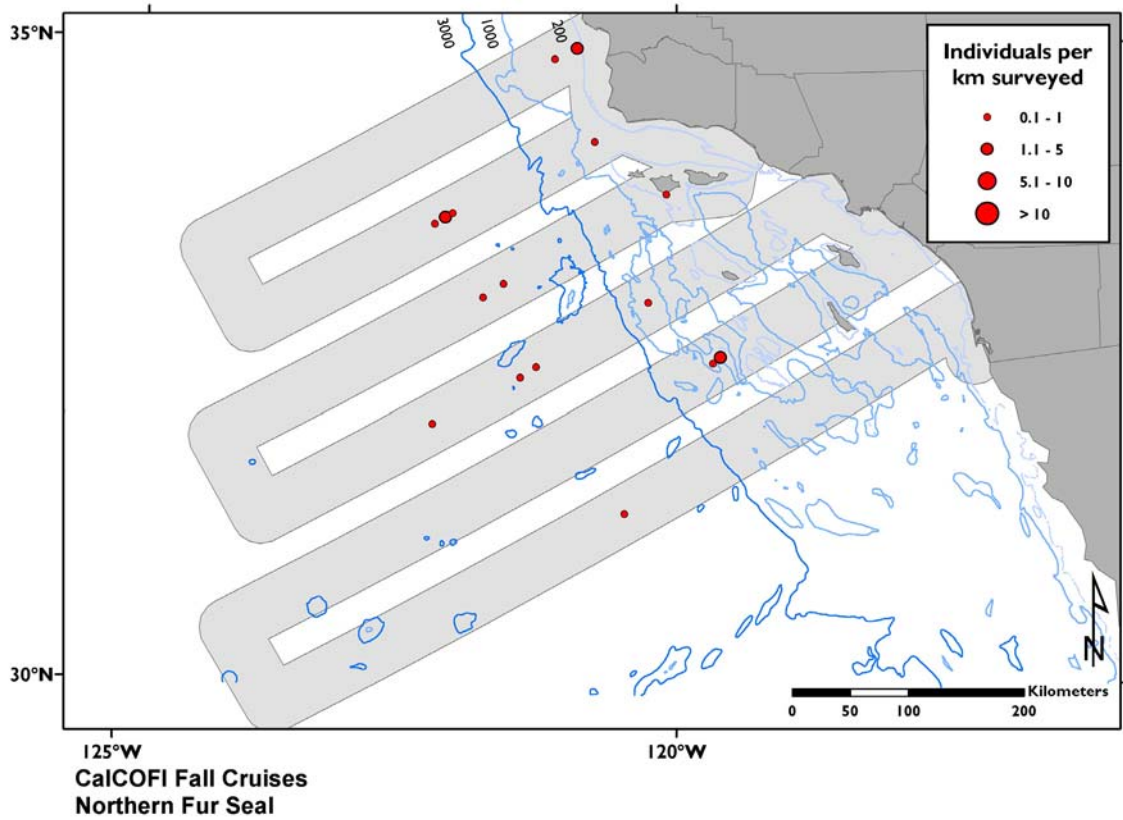 35°N
3000
1000
200
Individuals per
km surveyed
0.1 - 1
1.1 - 5
5.1 - 10
> 10
30°N
N
Kilometers
0 50 100 200
125°W
120°W
CalCOFI Fall Cruises
Northern Fur Seal